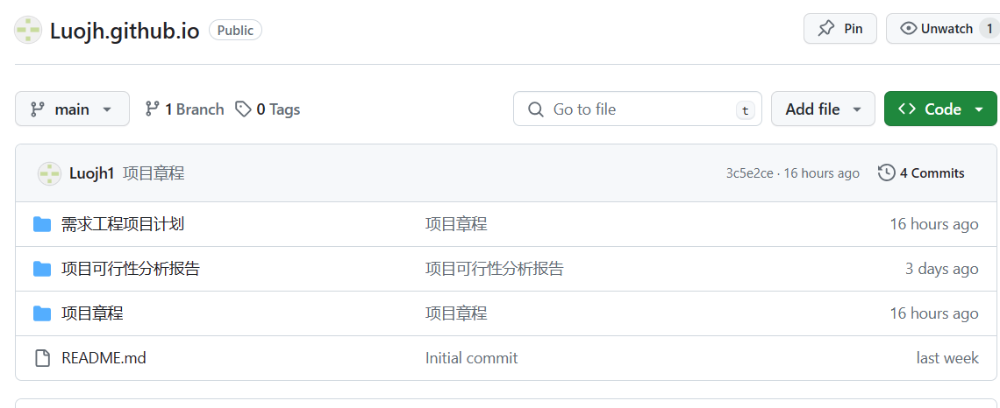 Luojh.github.io Public Pin Unwatch 1
main 1 Branch 0 Tags Go to file t Add file Code
Luojh1 项目章程 3c5e2ce · 16 hours ago 4 Commits
需求工程项目计划 项目章程 16 hours ago
项目可行性分析报告 项目可行性分析报告 3 days ago
项目章程 项目章程 16 hours ago
README.md Initial commit last week